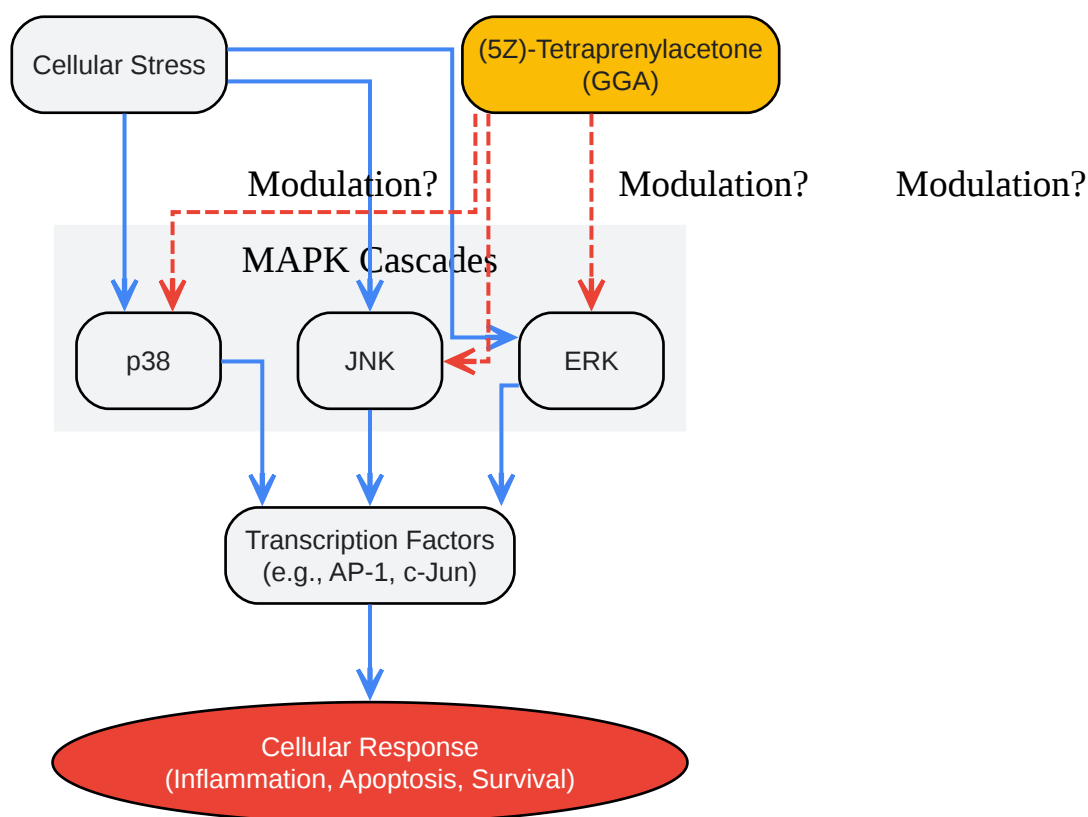 Cellular Stress
(5Z)-Tetraprenylacetone
(GGA)
Modulation?
Modulation?
Modulation?
MAPK Cascades
p38
JNK
ERK
Transcription Factors
(e.g., AP-1, c-Jun)
Cellular Response
(Inflammation, Apoptosis, Survival)